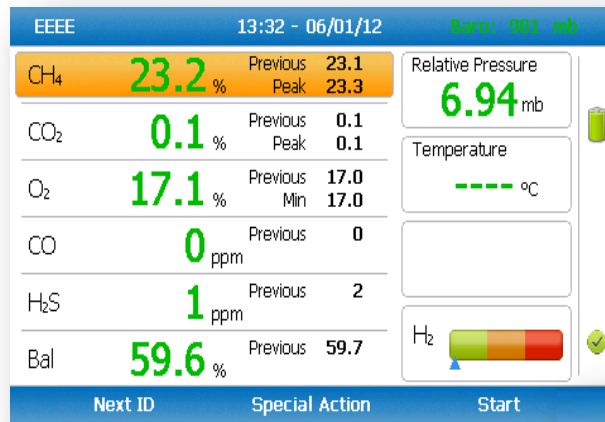 EEEE 13:32 - 06/01/12 Baro: 981 mb
CH₄ 23.2 % Previous 23.1
Peak 23.3
CO₂ 0.1 % Previous 0.1
Peak 0.1
O₂ 17.1 % Previous 17.0
Min 17.0
CO 0 ppm Previous 0
H₂S 1 ppm Previous 2
Bal 59.6 % Previous 59.7
Relative Pressure
6.94 mb
Temperature
---- ºC
H₂
Next ID Special Action Start